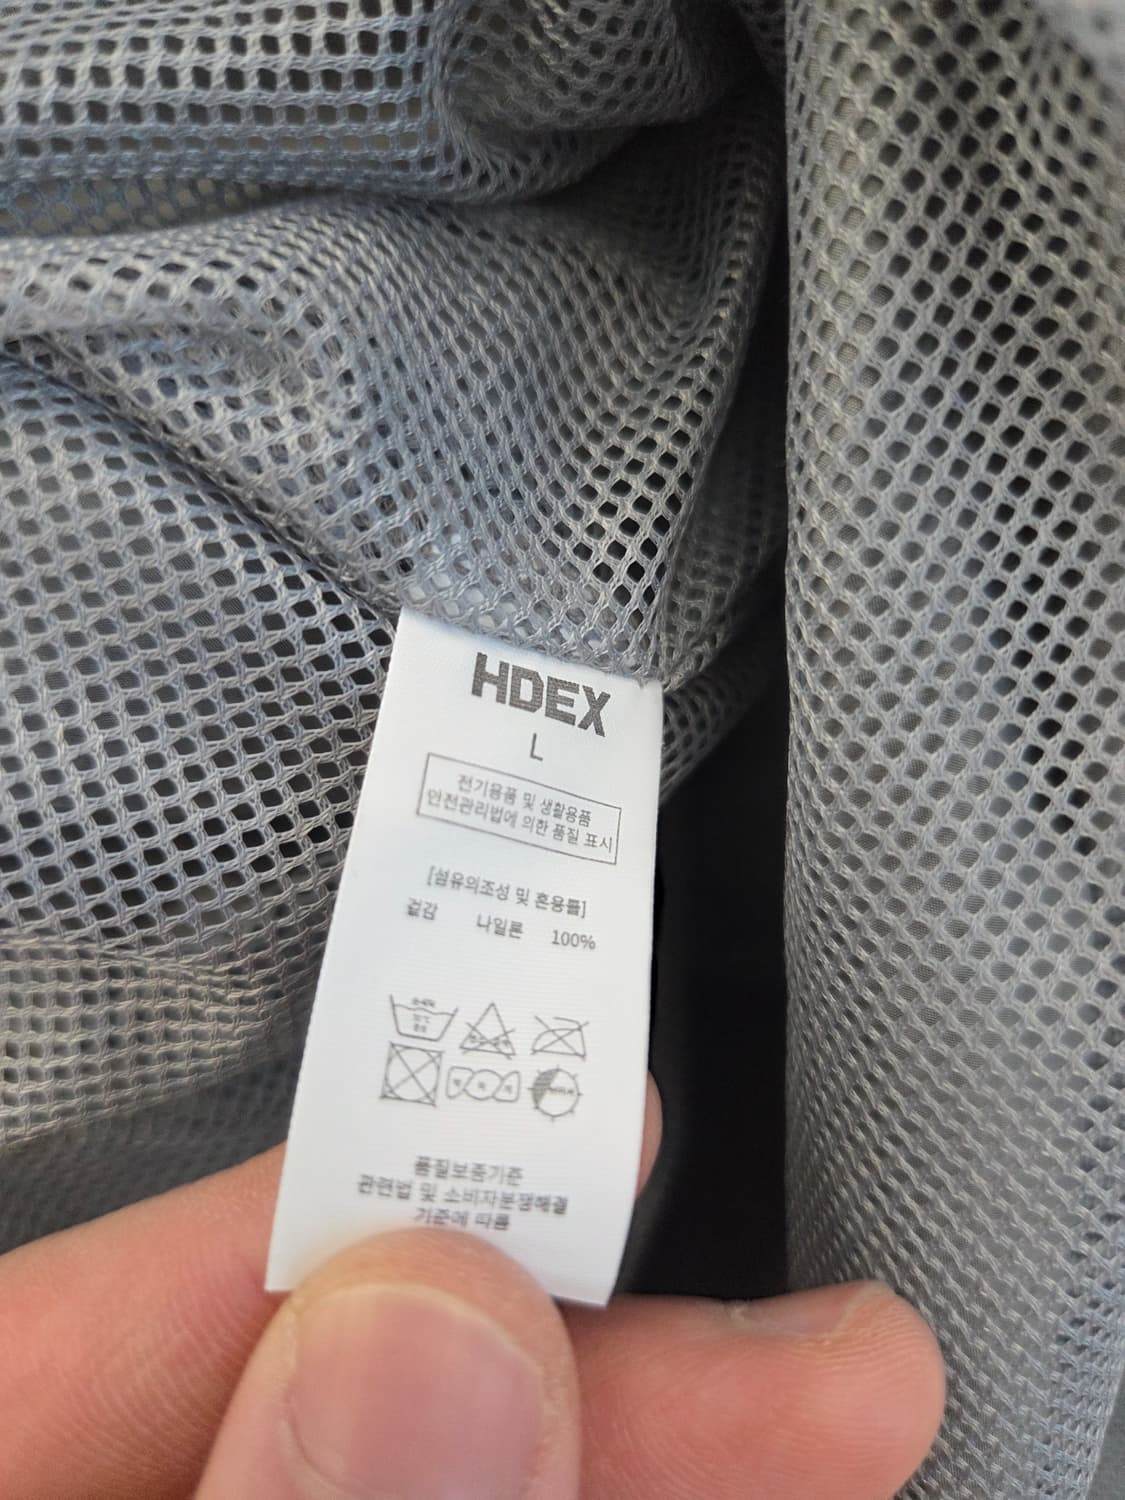 HDEX
L
전기용품 및 생활용품
안전관리법에 의한 품질 표시
[섬유의조성 및 혼용률]
겉감 나일론 100%
품질보증기준
관련법 및 소비자분쟁해결
기준에 따름